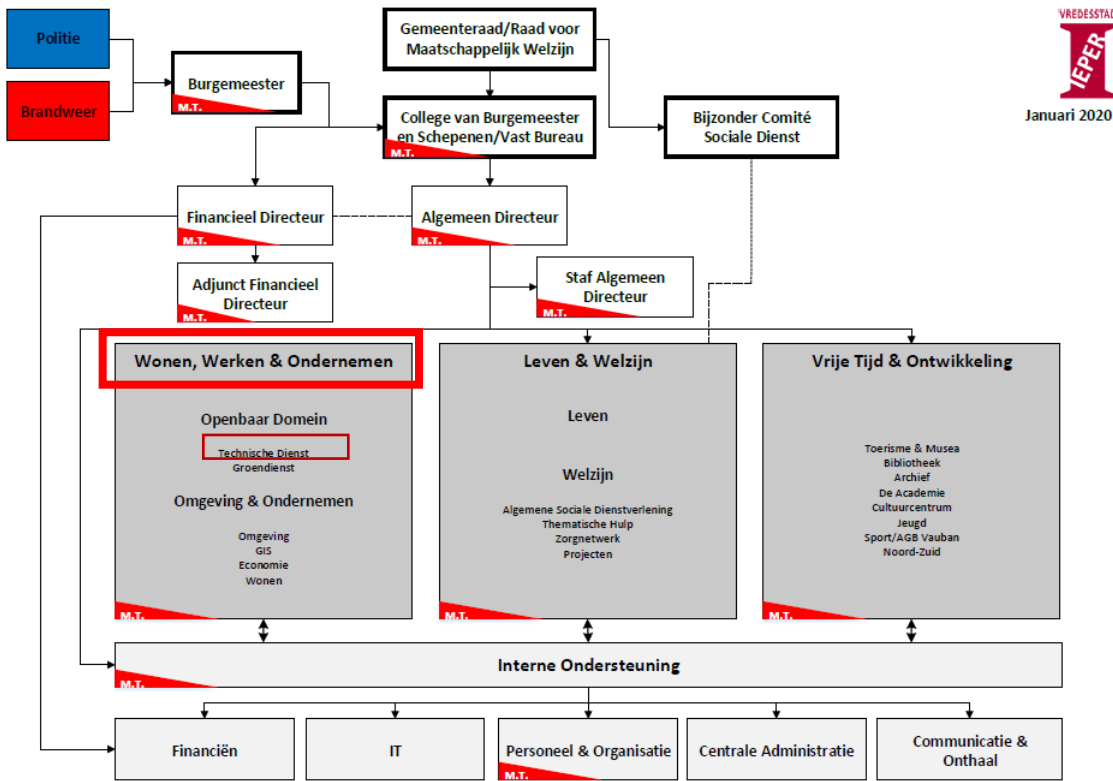 Politie
Brandweer
Burgemeester
M.T.
Gemeenteraad/Raad voor
Maatschappelijk Welzijn
College van Burgemeester
en Schepenen/Vast Bureau
M.T.
Bijzonder Comité
Sociale Dienst
VREDESSTAD
IEPER
Januari 2020
Financieel Directeur
M.T.
Algemeen Directeur
M.T.
Adjunct Financieel
Directeur
M.T.
Staf Algemeen
Directeur
M.T.
Wonen, Werken & Ondernemen
Openbaar Domein
Technische Dienst
Groendienst
Omgeving & Ondernemen
Omgeving
GIS
Economie
Wonen
M.T.
Leven & Welzijn
Leven
Welzijn
Algemene Sociale Dienstverlening
Thematische Hulp
Zorgnetwerk
Projecten
M.T.
Vrije Tijd & Ontwikkeling
Toerisme & Musea
Bibliotheek
Archief
De Academie
Cultuurcentrum
Jeugd
Sport/AGB Vauban
Noord-Zuid
M.T.
Interne Ondersteuning
M.T.
Financiën
IT
Personeel & Organisatie
M.T.
Centrale Administratie
Communicatie &
Onthaal